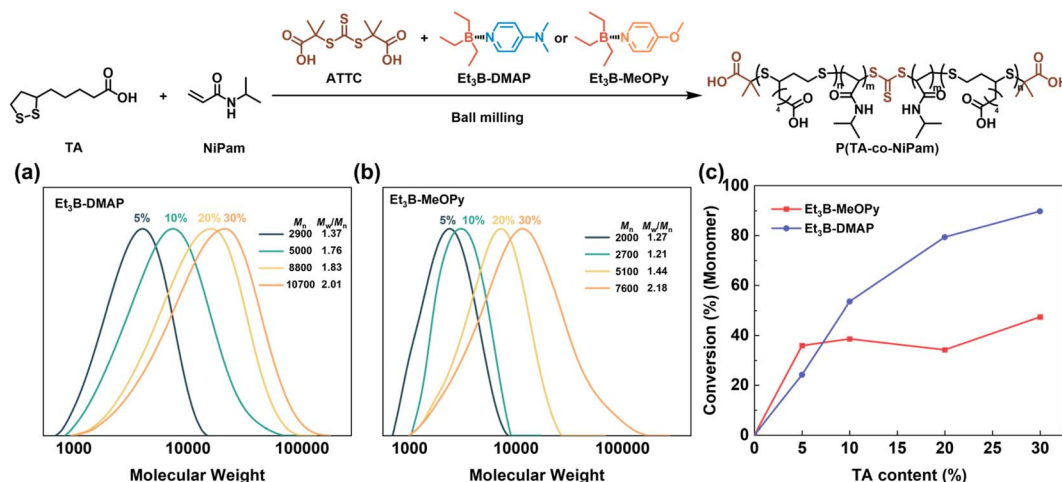 ATTC
+
Et₃B-DMAP
or
Et₃B-MeOPy
TA
+
NiPam
Ball milling
P(TA-co-NiPam)
(a)
Et₃B-DMAP
5% 10% 20% 30%
Mn Mw/Mn
2900 1.37
5000 1.76
8800 1.83
10700 2.01
1000 10000 100000
Molecular Weight
(b)
Et₃B-MeOPy
5% 10% 20% 30%
Mn Mw/Mn
2000 1.27
2700 1.21
5100 1.44
7600 2.18
1000 10000 100000
Molecular Weight
(c)
Et₃B-MeOPy
Et₃B-DMAP
Conversion (%) (Monomer)
100
80
60
40
20
0
0 5 10 20 30
TA content (%)